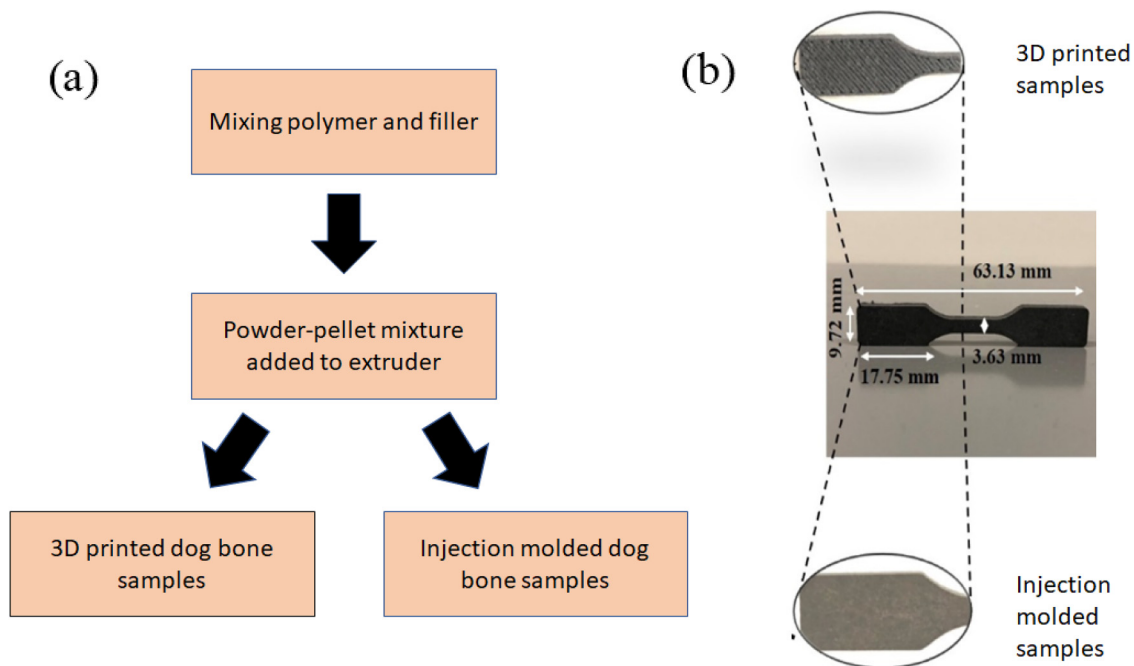 (a)
Mixing polymer and filler
Powder-pellet mixture
added to extruder
3D printed dog bone
samples
Injection molded dog
bone samples
(b)
3D printed
samples
63.13 mm
9.72 mm
3.63 mm
17.75 mm
Injection
molded
samples